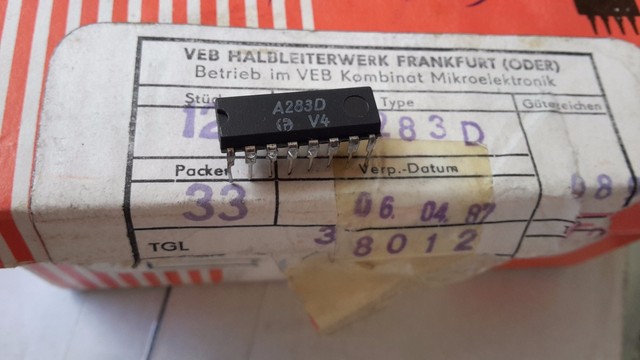 VEB HALBLEITERWERK FRANKFURT (ODER)
Betrieb im VEB Kombinat Mikroelektronik
Type
Gütezeichen
A283D
V4
283 D
Packer
Verp.-Datum
33
06. 04. 87
TGL
38012